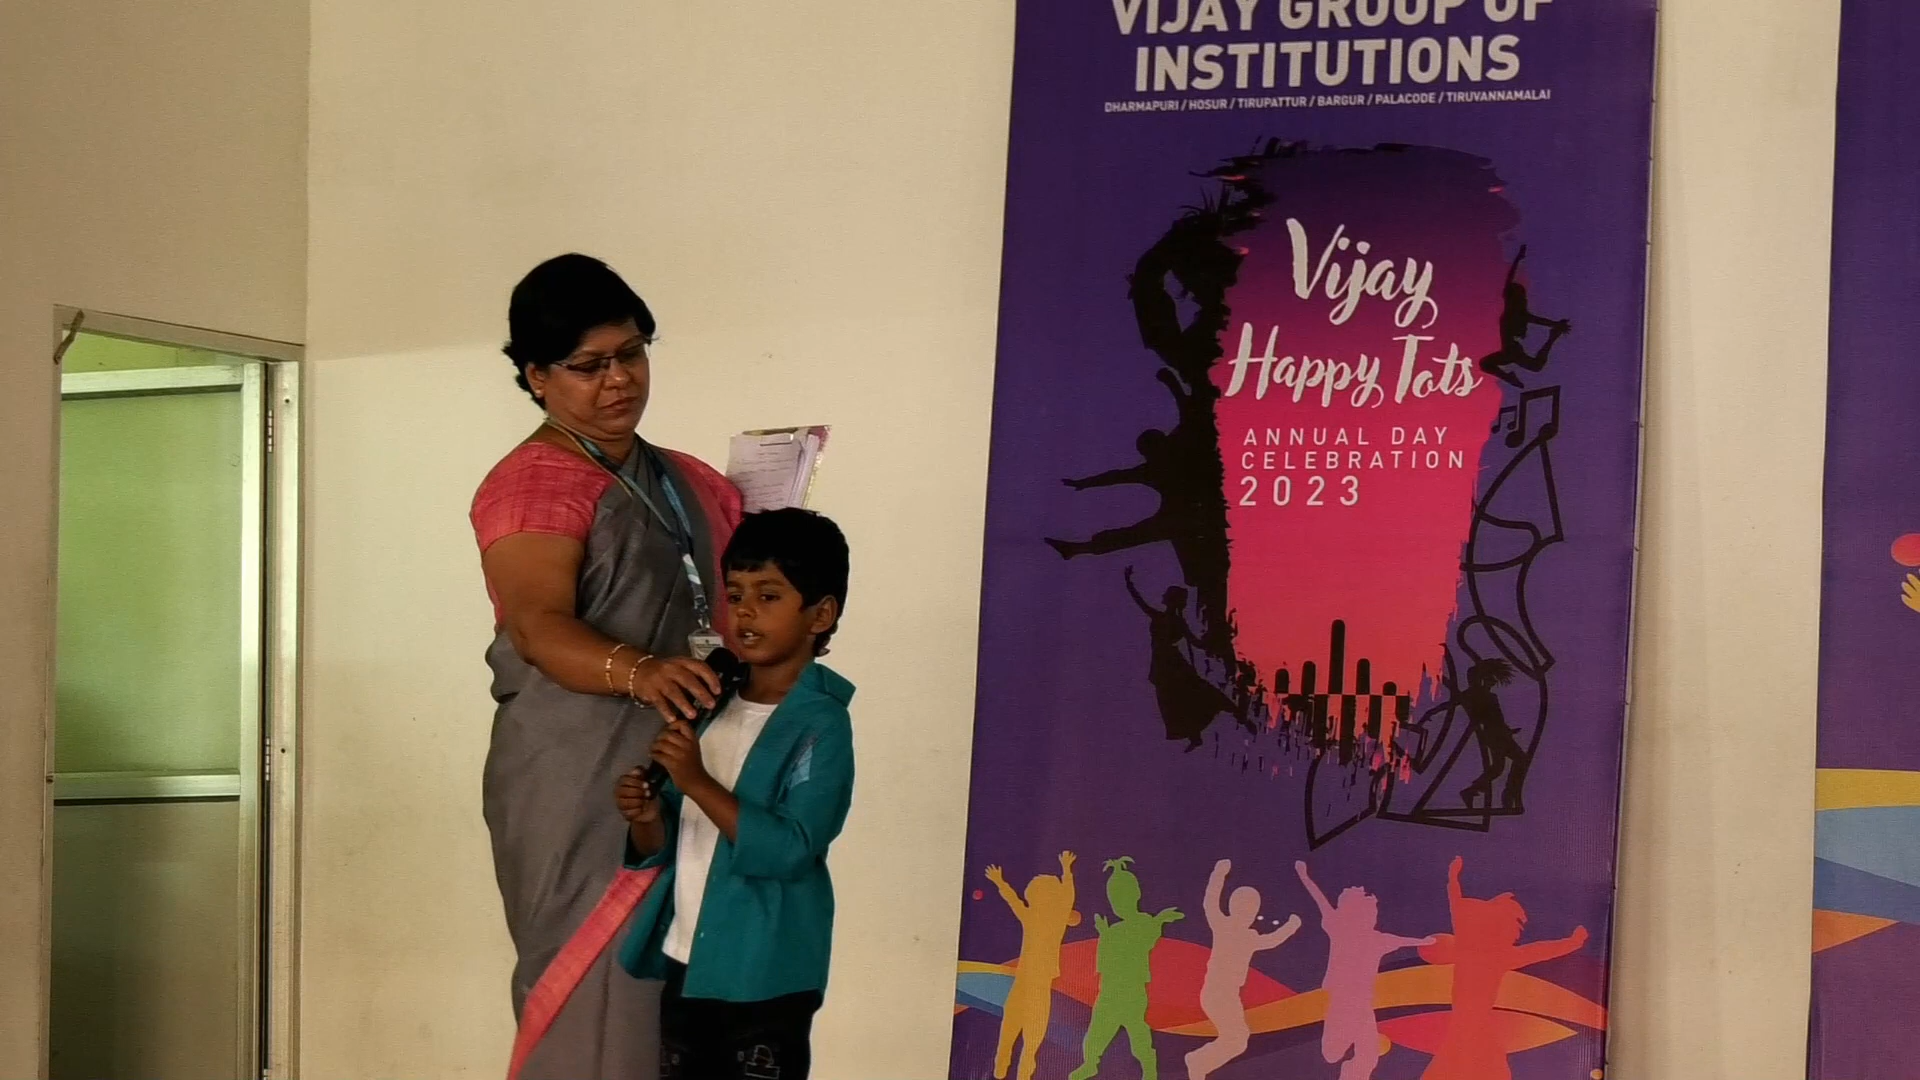 VIJAY GROUP OF
INSTITUTIONS
DHARMAPURI / HOSUR / TIRUPATTUR / BARGUR / PALACODE / TIRUVANNAMALAI
Vijay
Happy Tots
ANNUAL DAY
CELEBRATION
2023